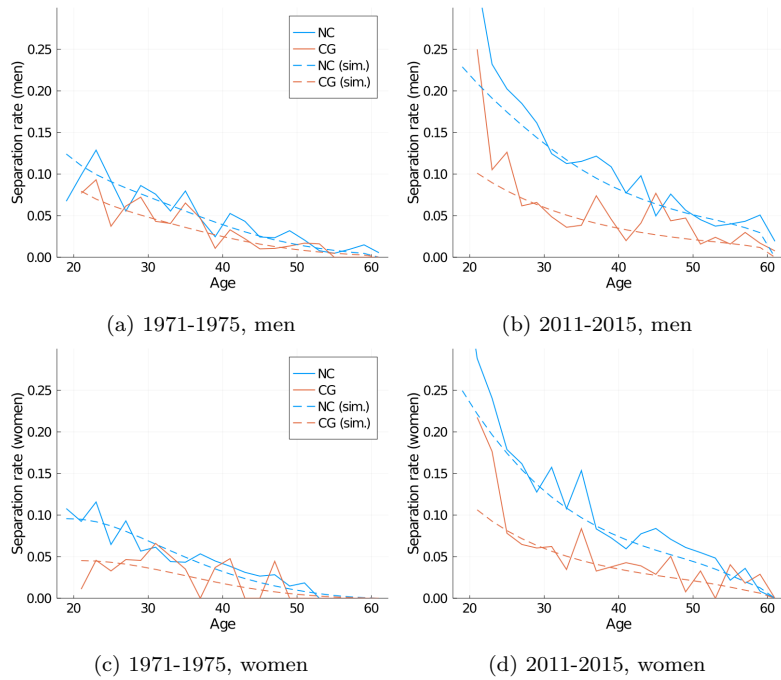 0.25
0.20
0.15
0.10
0.05
0.00
Separation rate (men)
NC
CG
NC (sim.)
CG (sim.)
20 30 40 50 60
Age
(a) 1971-1975, men
0.25
0.20
0.15
0.10
0.05
0.00
Separation rate (men)
20 30 40 50 60
Age
(b) 2011-2015, men
0.25
0.20
0.15
0.10
0.05
0.00
Separation rate (women)
NC
CG
NC (sim.)
CG (sim.)
20 30 40 50 60
Age
(c) 1971-1975, women
0.25
0.20
0.15
0.10
0.05
0.00
Separation rate (women)
20 30 40 50 60
Age
(d) 2011-2015, women